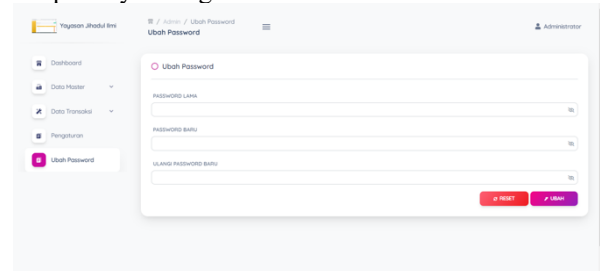 Yayasan Jihadul Ilmi
/ Admin / Ubah Password
Ubah Password
Administrator
Dashboard
Data Master
Data Transaksi
Pengaturan
Ubah Password
Ubah Password
PASSWORD LAMA
PASSWORD BARU
ULANGI PASSWORD BARU
RESET
UBAH